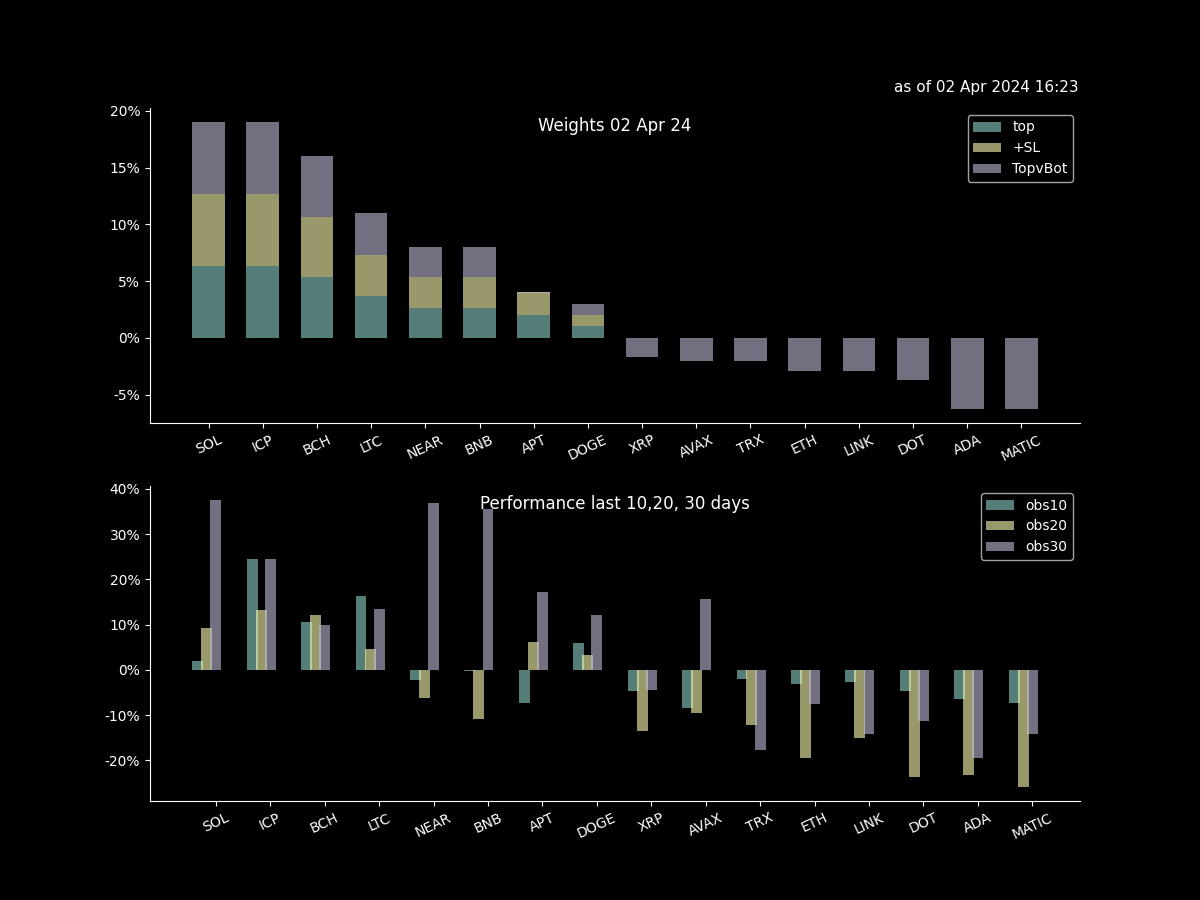 as of 02 Apr 2024 16:23
Weights 02 Apr 24
top
+SL
TopvBot
20%
15%
10%
5%
0%
-5%
SOL ICP BCH LTC NEAR BNB APT DOGE XRP AVAX TRX ETH LINK DOT ADA MATIC
Performance last 10,20, 30 days
obs10
obs20
obs30
40%
30%
20%
10%
0%
-10%
-20%
SOL ICP BCH LTC NEAR BNB APT DOGE XRP AVAX TRX ETH LINK DOT ADA MATIC